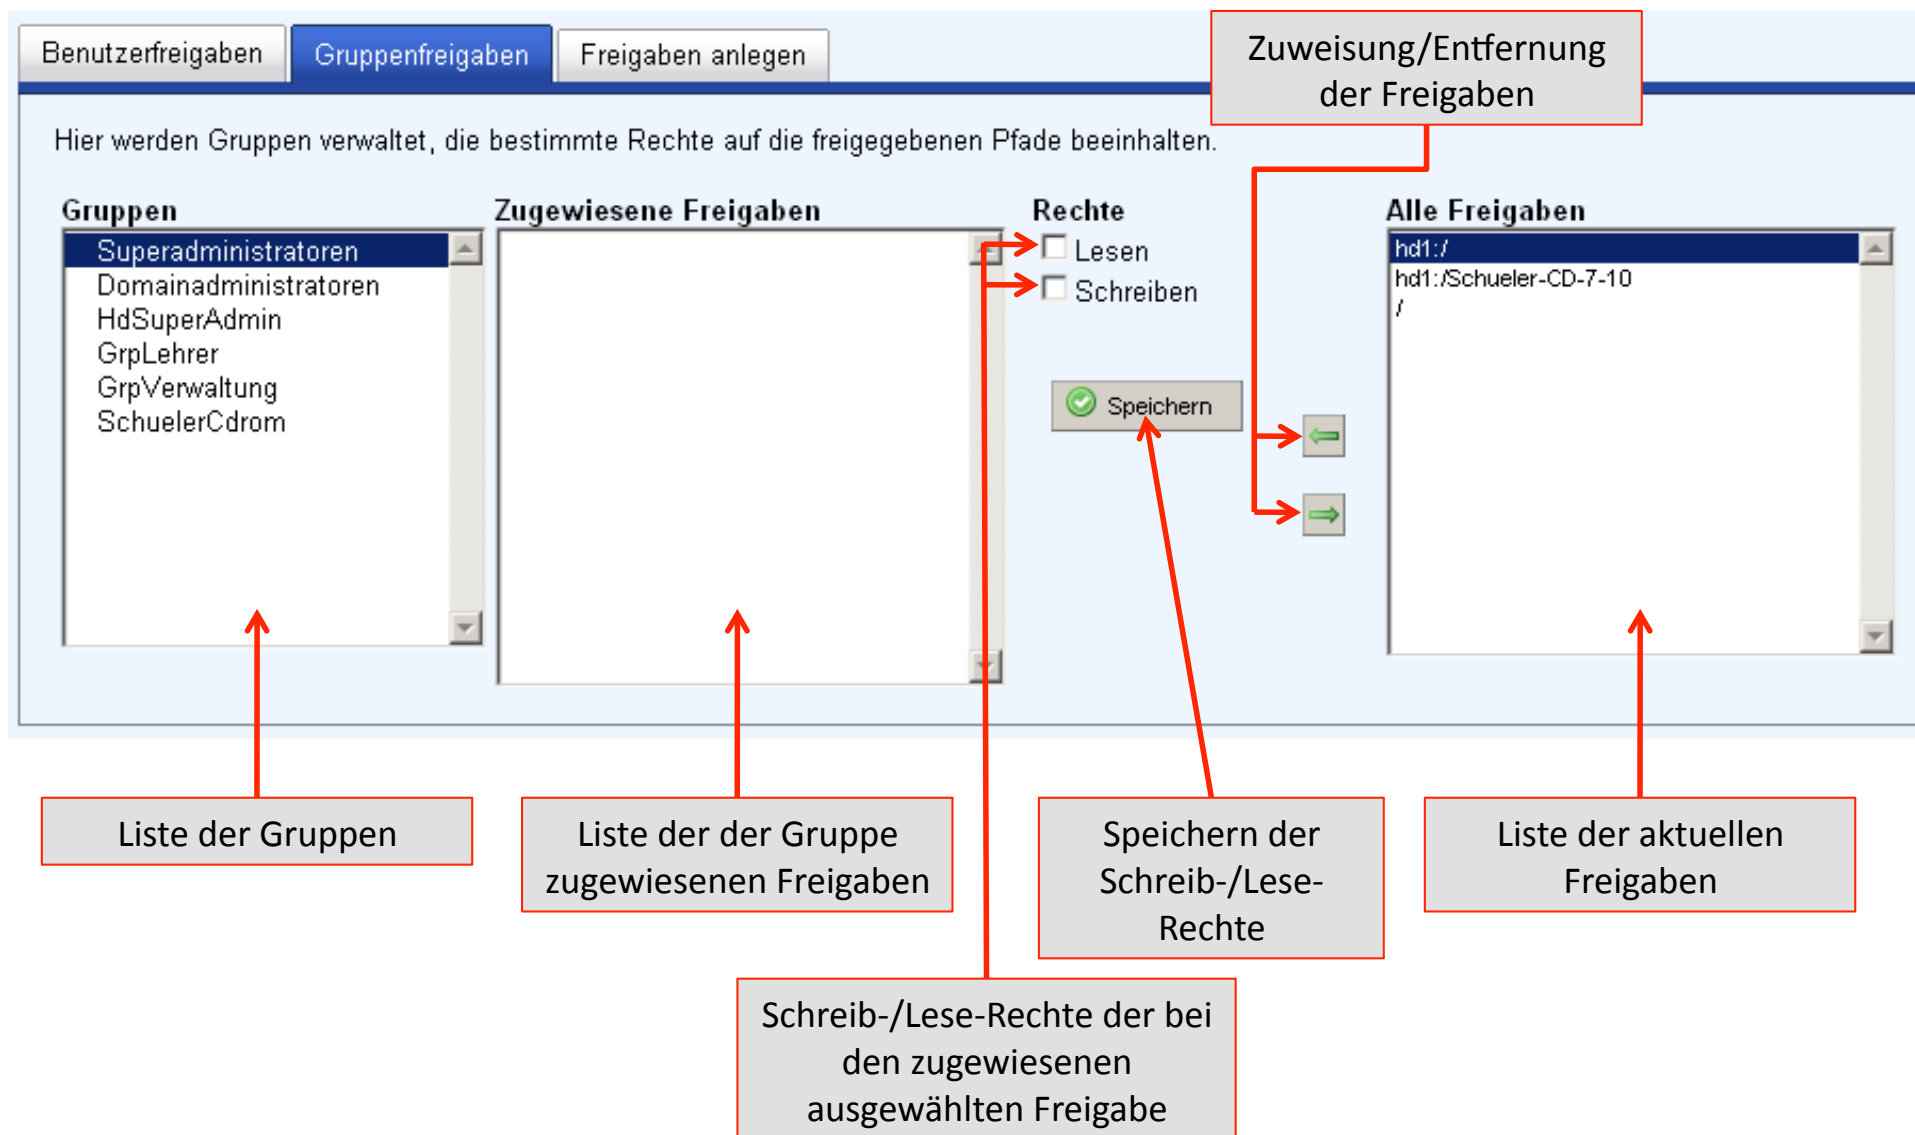 Benutzerfreigaben
Gruppenfreigaben
Freigaben anlegen
Zuweisung/Entfernung
der Freigaben
Hier werden Gruppen verwaltet, die bestimmte Rechte auf die freigegebenen Pfade beeinhalten.
Gruppen
Superadministratoren
Domainadministratoren
HdSuperAdmin
GrpLehrer
GrpVerwaltung
SchuelerCdrom
Zugewiesene Freigaben
Rechte
Lesen
Schreiben
Speichern
Alle Freigaben
hd1:/
hd1:/Schueler-CD-7-10
/
Liste der Gruppen
Liste der der Gruppe
zugewiesenen Freigaben
Speichern der
Schreib-/Lese-
Rechte
Liste der aktuellen
Freigaben
Schreib-/Lese-Rechte der bei
den zugewiesenen
ausgewählten Freigabe